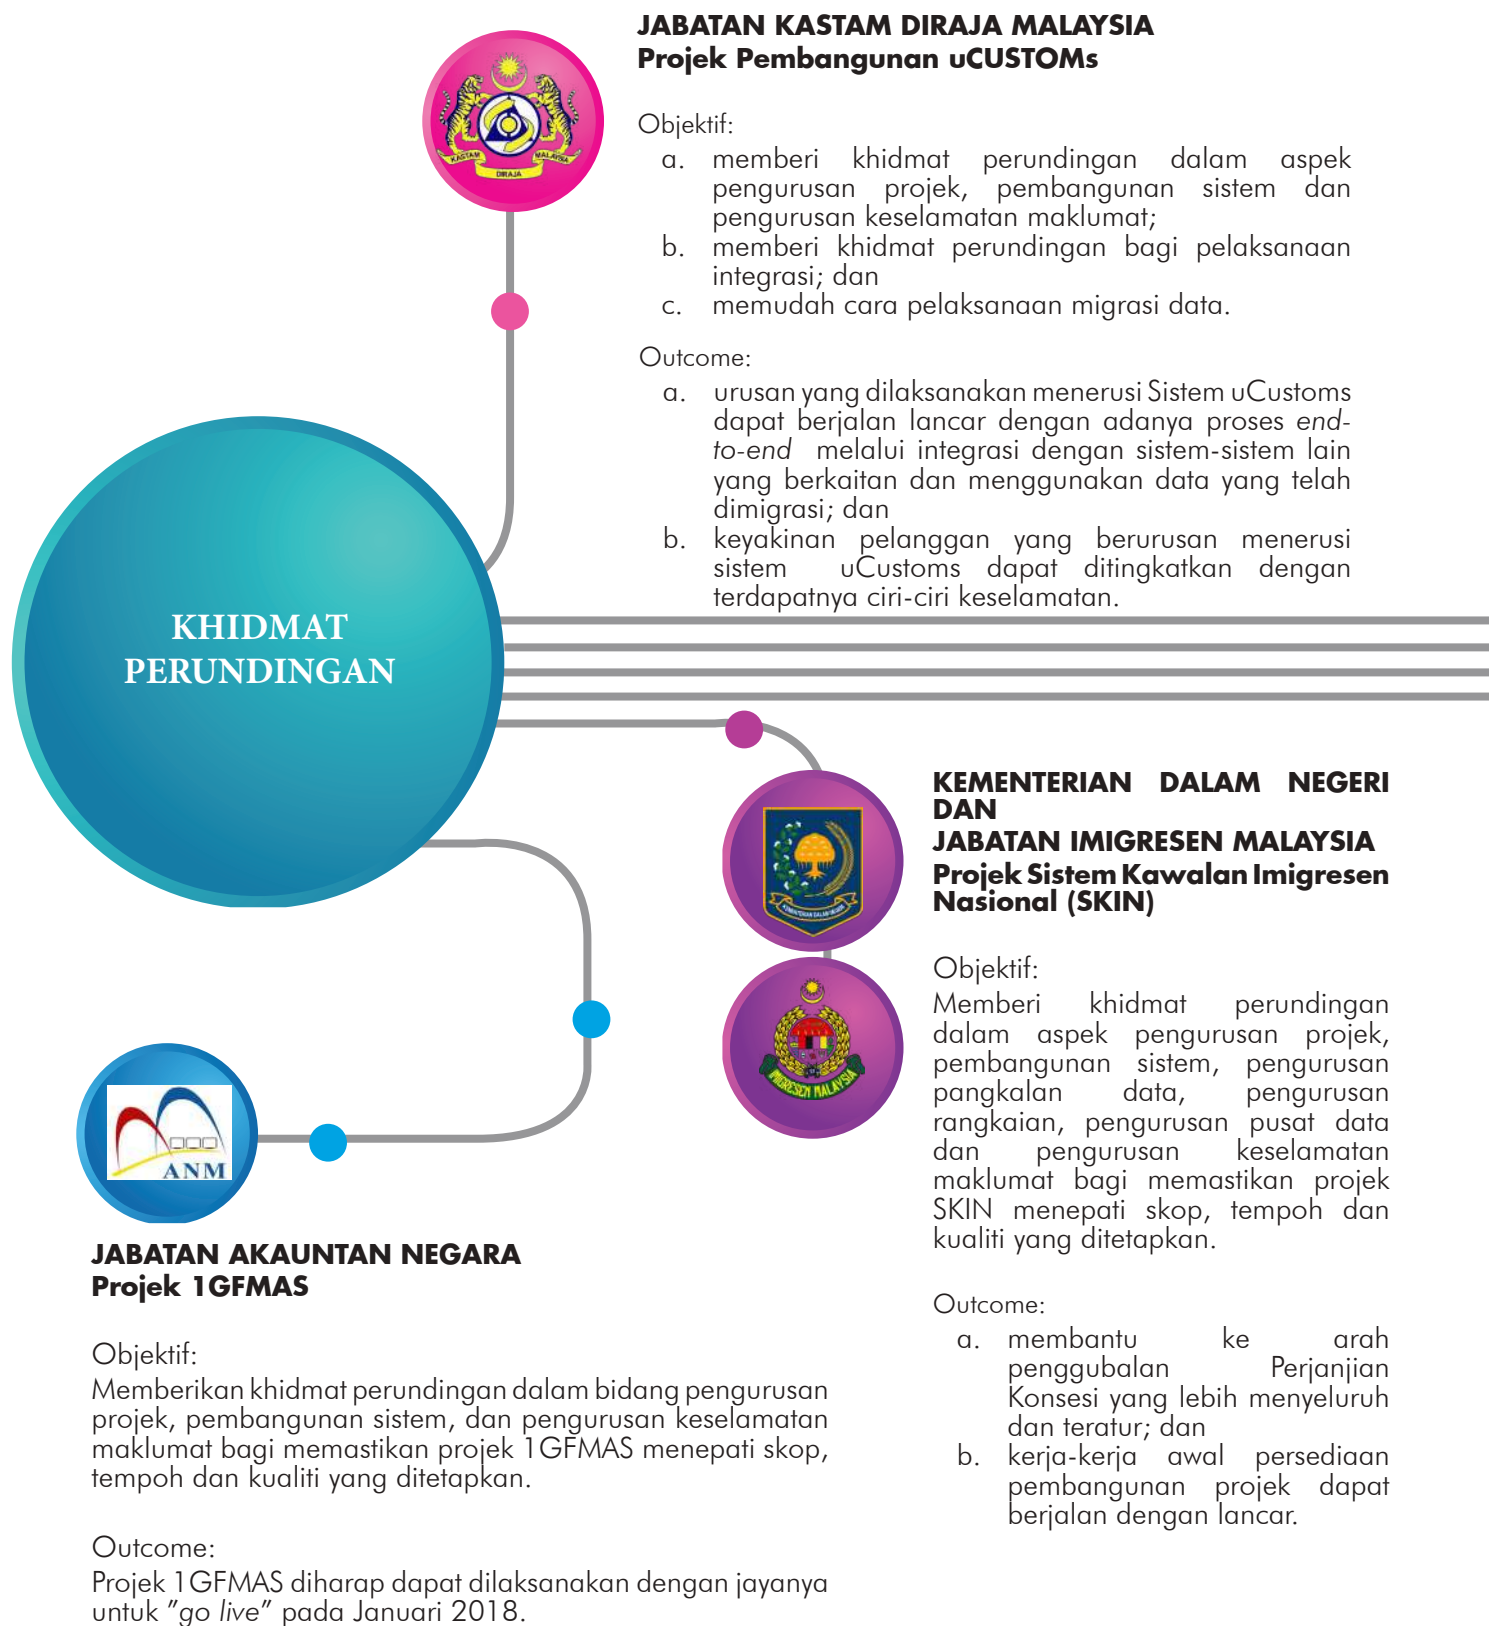 JABATAN KASTAM DIRAJA MALAYSIA
Projek Pembangunan uCUSTOMs
KASTAM
MALAYSIA
DIRAJA
Objektif:
a. memberi khidmat perundingan dalam aspek
pengurusan projek, pembangunan sistem dan
pengurusan keselamatan maklumat;
b. memberi khidmat perundingan bagi pelaksanaan
integrasi; dan
c. memudah cara pelaksanaan migrasi data.
Outcome:
a. urusan yang dilaksanakan menerusi Sistem uCustoms
dapat berjalan lancar dengan adanya proses end-
to-end melalui integrasi dengan sistem-sistem lain
yang berkaitan dan menggunakan data yang telah
dimigrasi; dan
b. keyakinan pelanggan yang berurusan menerusi
sistem uCustoms dapat ditingkatkan dengan
terdapatnya ciri-ciri keselamatan.
KHIDMAT
PERUNDINGAN
KEMENTERIAN DALAM NEGERI
DAN
JABATAN IMIGRESEN MALAYSIA
Projek Sistem Kawalan Imigresen
Nasional (SKIN)
KEMENTERIAN DALAM NEGERI
IMIGRESEN MALAYSIA
Objektif:
Memberi khidmat perundingan
dalam aspek pengurusan projek,
pembangunan sistem, pengurusan
pangkalan data, pengurusan
rangkaian, pengurusan pusat data
dan pengurusan keselamatan
maklumat bagi memastikan projek
SKIN menepati skop, tempoh dan
kualiti yang ditetapkan.
Outcome:
a. membantu ke arah
penggubalan Perjanjian
Konsesi yang lebih menyeluruh
dan teratur; dan
b. kerja-kerja awal persediaan
pembangunan projek dapat
berjalan dengan lancar.
ANM
JABATAN AKAUNTAN NEGARA
Projek 1GFMAS
Objektif:
Memberikan khidmat perundingan dalam bidang pengurusan
projek, pembangunan sistem, dan pengurusan keselamatan
maklumat bagi memastikan projek 1GFMAS menepati skop,
tempoh dan kualiti yang ditetapkan.
Outcome:
Projek 1GFMAS diharap dapat dilaksanakan dengan jayanya
untuk "go live" pada Januari 2018.